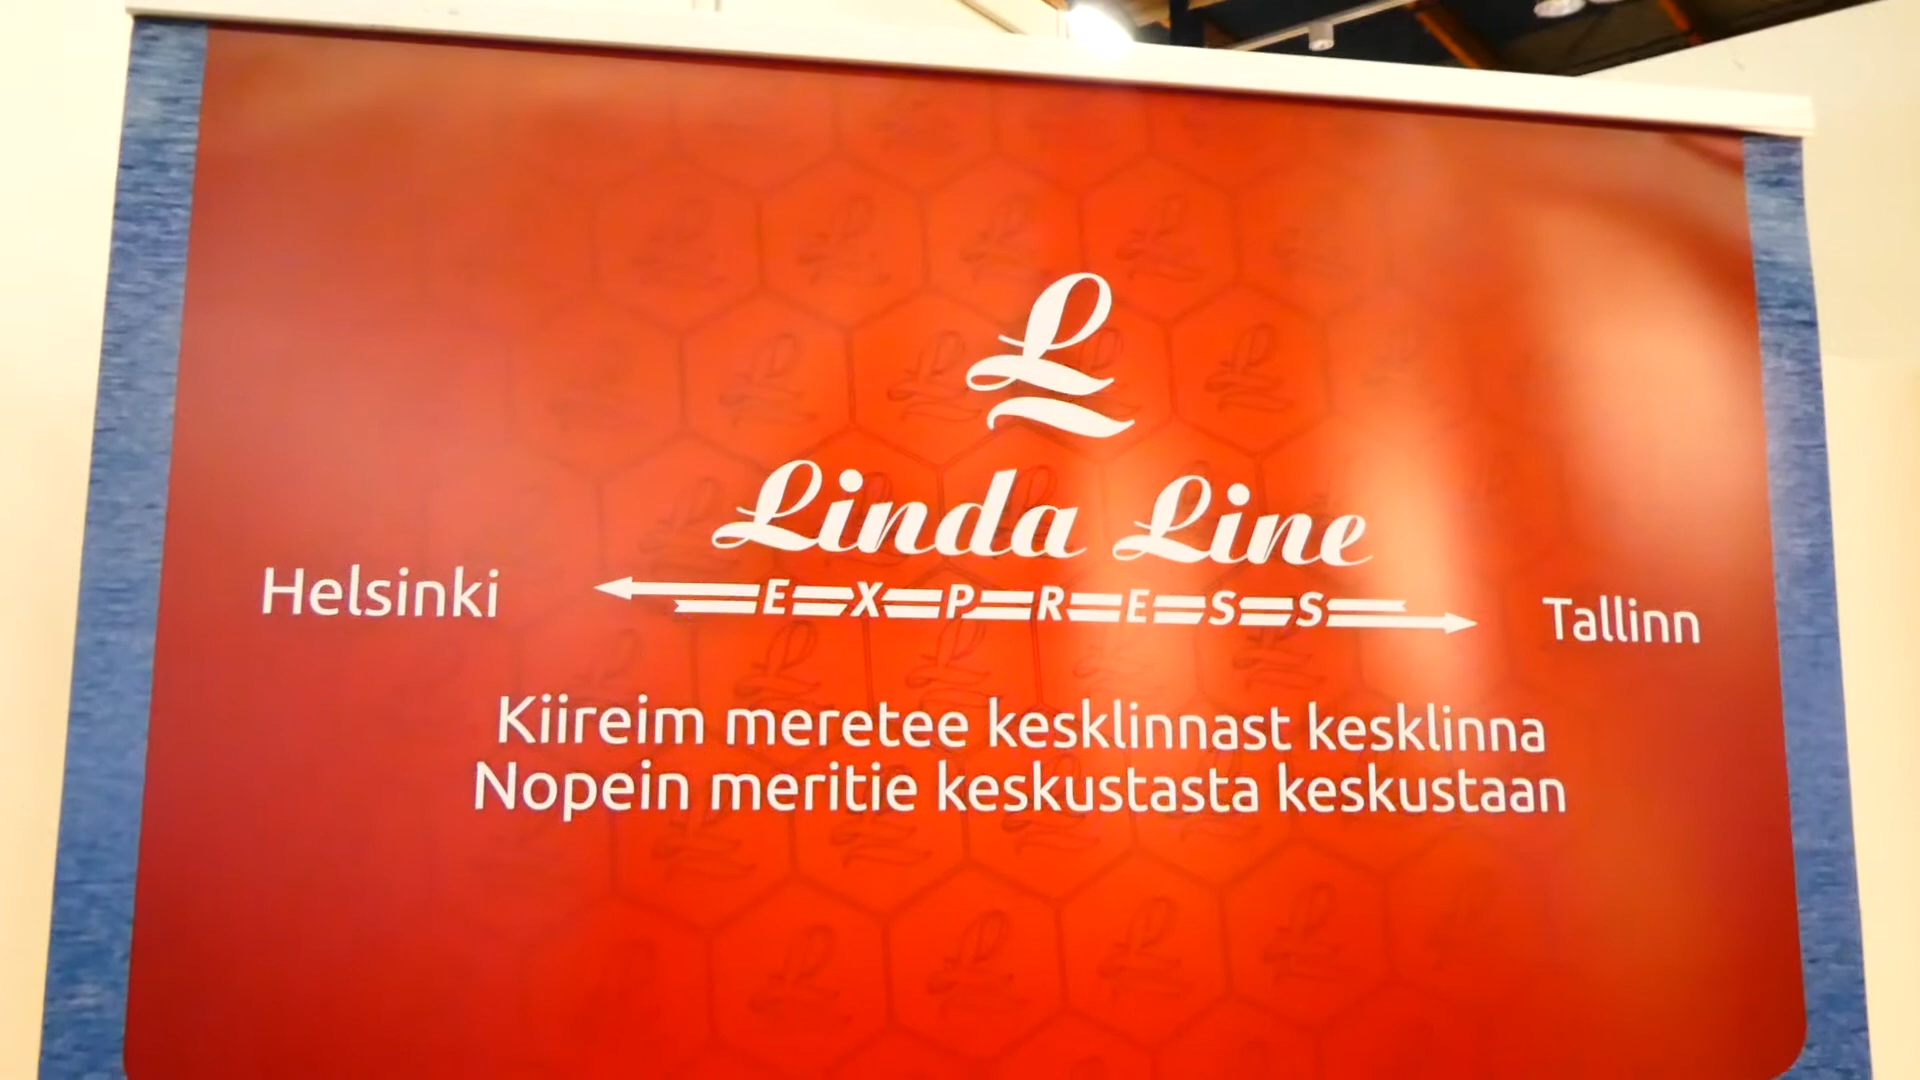 L
Linda Line
EXPRESS
Helsinki
Tallinn
Kiireim meretee kesklinnast kesklinna
Nopein meritie keskustasta keskustaan